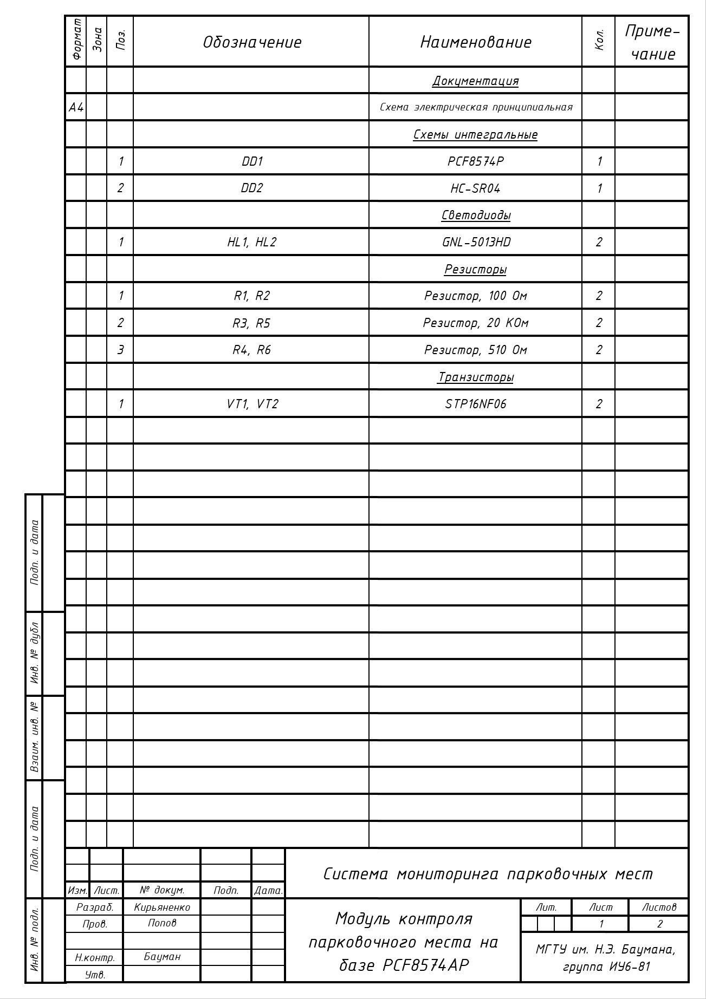 Формат Зона Поз. Обозначение Наименование Кол. Приме-
чание
Документация
А4 Схема электрическая принципиальная
Схемы интегральные
1 DD1 PCF8574P 1
2 DD2 HC-SR04 1
Светодиоды
1 HL1, HL2 GNL-5013HD 2
Резисторы
1 R1, R2 Резистор, 100 Ом 2
2 R3, R5 Резистор, 20 КОм 2
3 R4, R6 Резистор, 510 Ом 2
Транзисторы
1 VT1, VT2 STP16NF06 2
Подп. и дата
Инв. № дубл
Взаим. инв. №
Подп. и дата
Инв. № подл.
Система мониторинга парковочных мест
Изм. Лист. № докум. Подп. Дата.
Разраб. Кирьяненко
Пров. Попов
Н.контр. Бауман
Утв.
Модуль контроля
парковочного места на
базе PCF8574AP
Лит. Лист Листов
1 2
МГТУ им. Н.Э. Баумана,
группа ИУ6-81